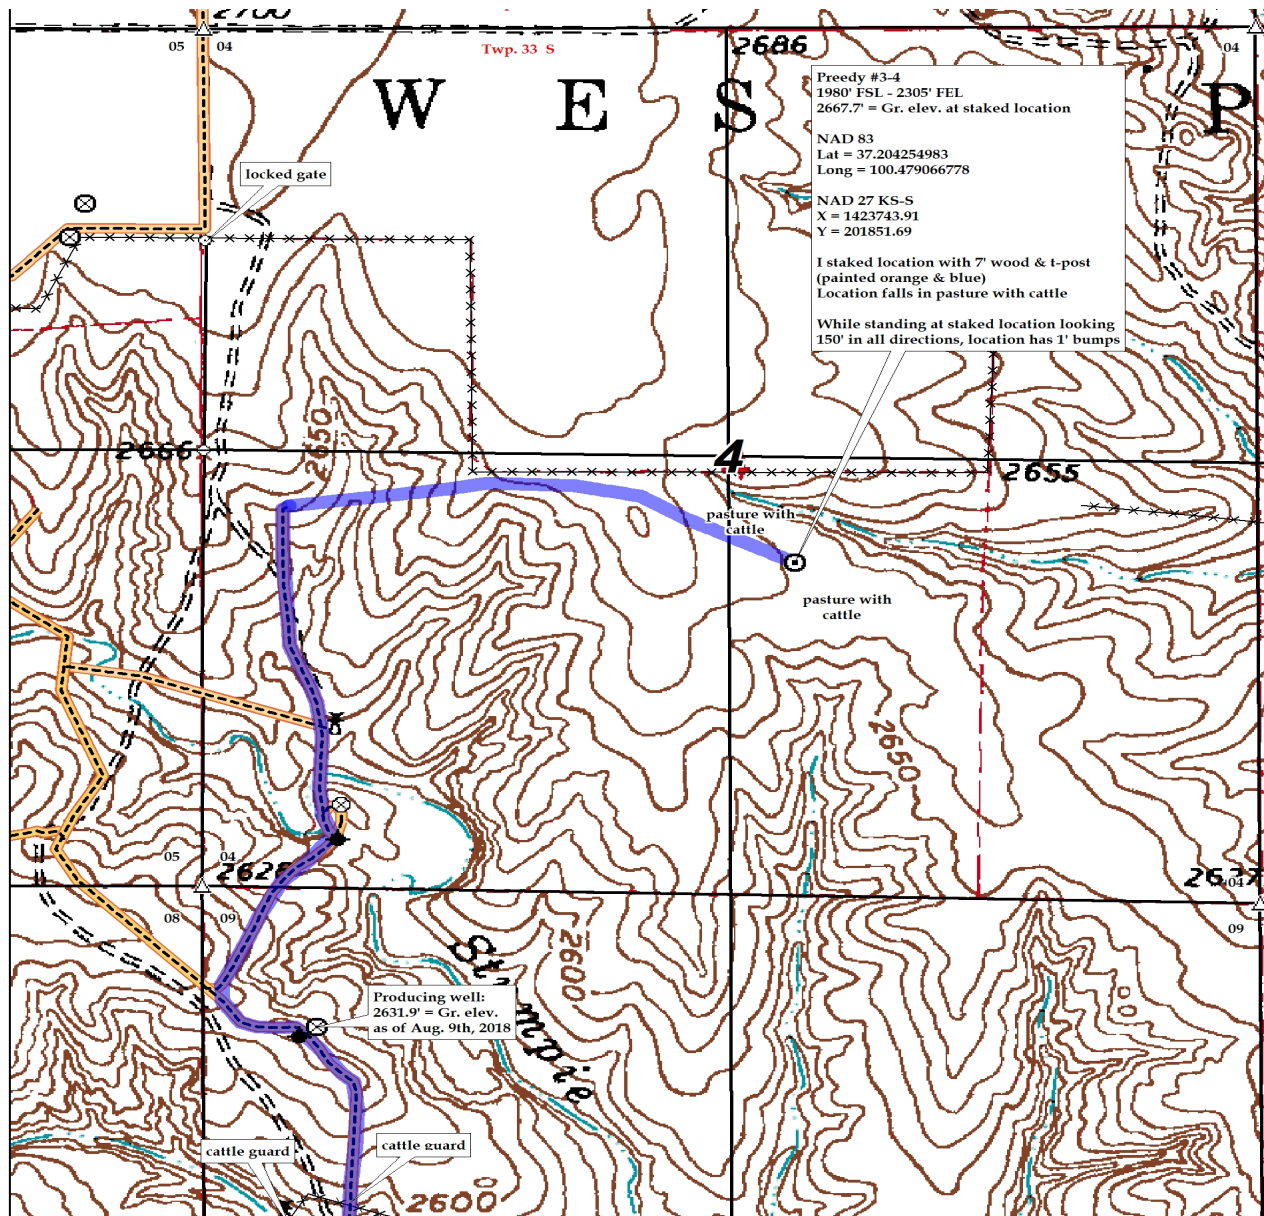 2700
05
04
Twp. 33 S
2686
04
W E S P
Preedy #3-4
1980' FSL - 2305' FEL
2667.7' = Gr. elev. at staked location
NAD 83
Lat = 37.204254983
Long = 100.479066778
NAD 27 KS-S
X = 1423743.91
Y = 201851.69
I staked location with 7' wood & t-post
(painted orange & blue)
Location falls in pasture with cattle
While standing at staked location looking
150' in all directions, location has 1' bumps
locked gate
2650
2666
4
2655
pasture with
cattle
pasture with
cattle
2650
05
04
2628
04
08
09
09
2600
Producing well:
2631.9' = Gr. elev.
as of Aug. 9th, 2018
cattle guard
cattle guard
2600